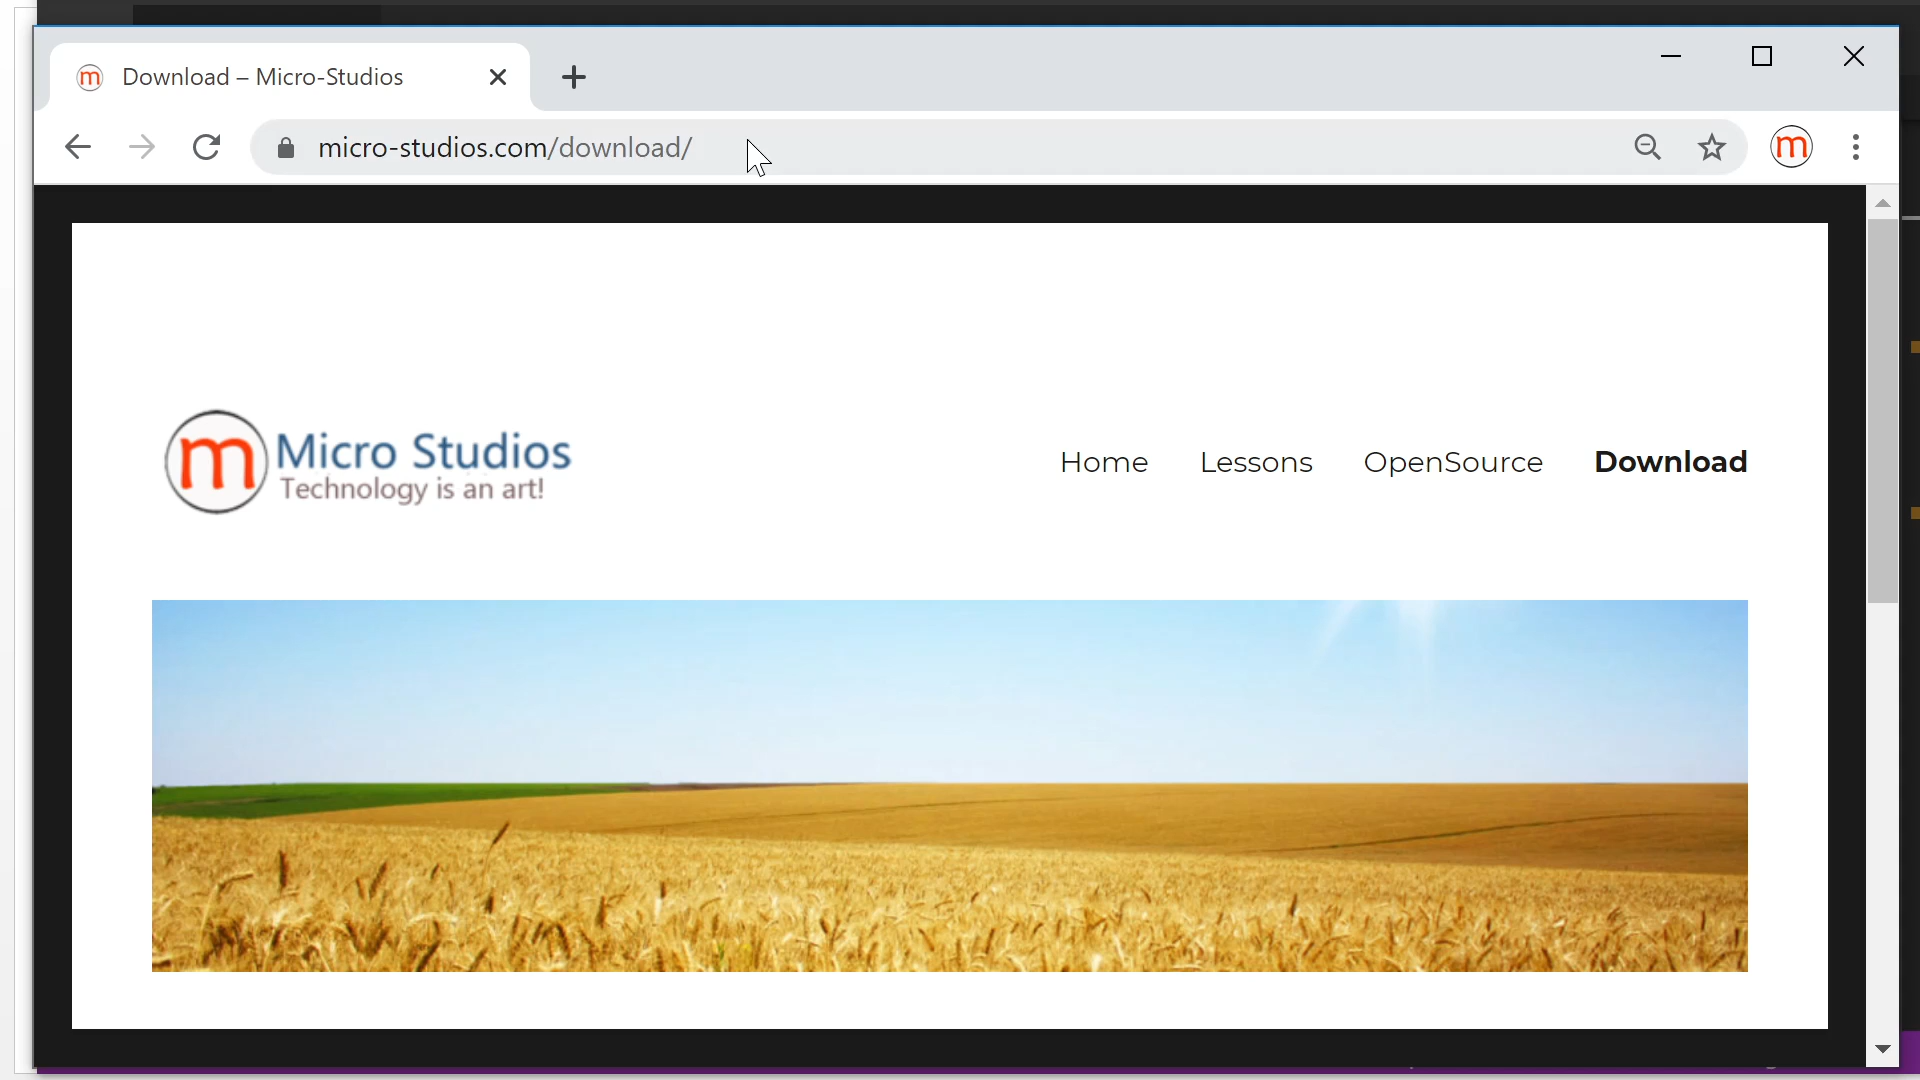 m Download – Micro-Studios
micro-studios.com/download/
m
m Micro Studios
Technology is an art!
Home Lessons OpenSource Download